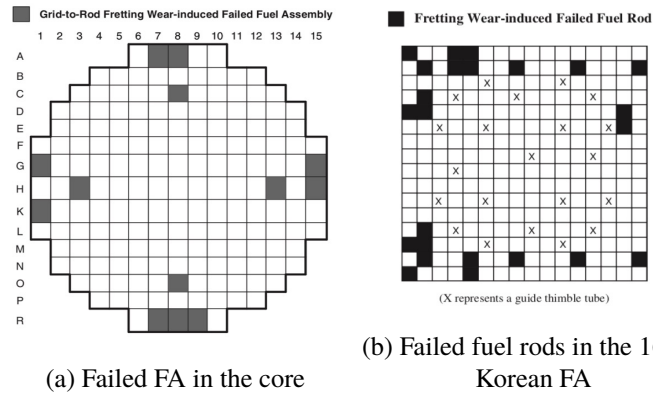 Grid-to-Rod Fretting Wear-induced Failed Fuel Assembly
1 2 3 4 5 6 7 8 9 10 11 12 13 14 15
A
B
C
D
E
F
G
H
K
L
M
N
O
P
R
(a) Failed FA in the core
Fretting Wear-induced Failed Fuel Rod
X X
X X X
X X X X
X X
X
X X X X
X X X
X X
(X represents a guide thimble tube)
(b) Failed fuel rods in the 1
Korean FA